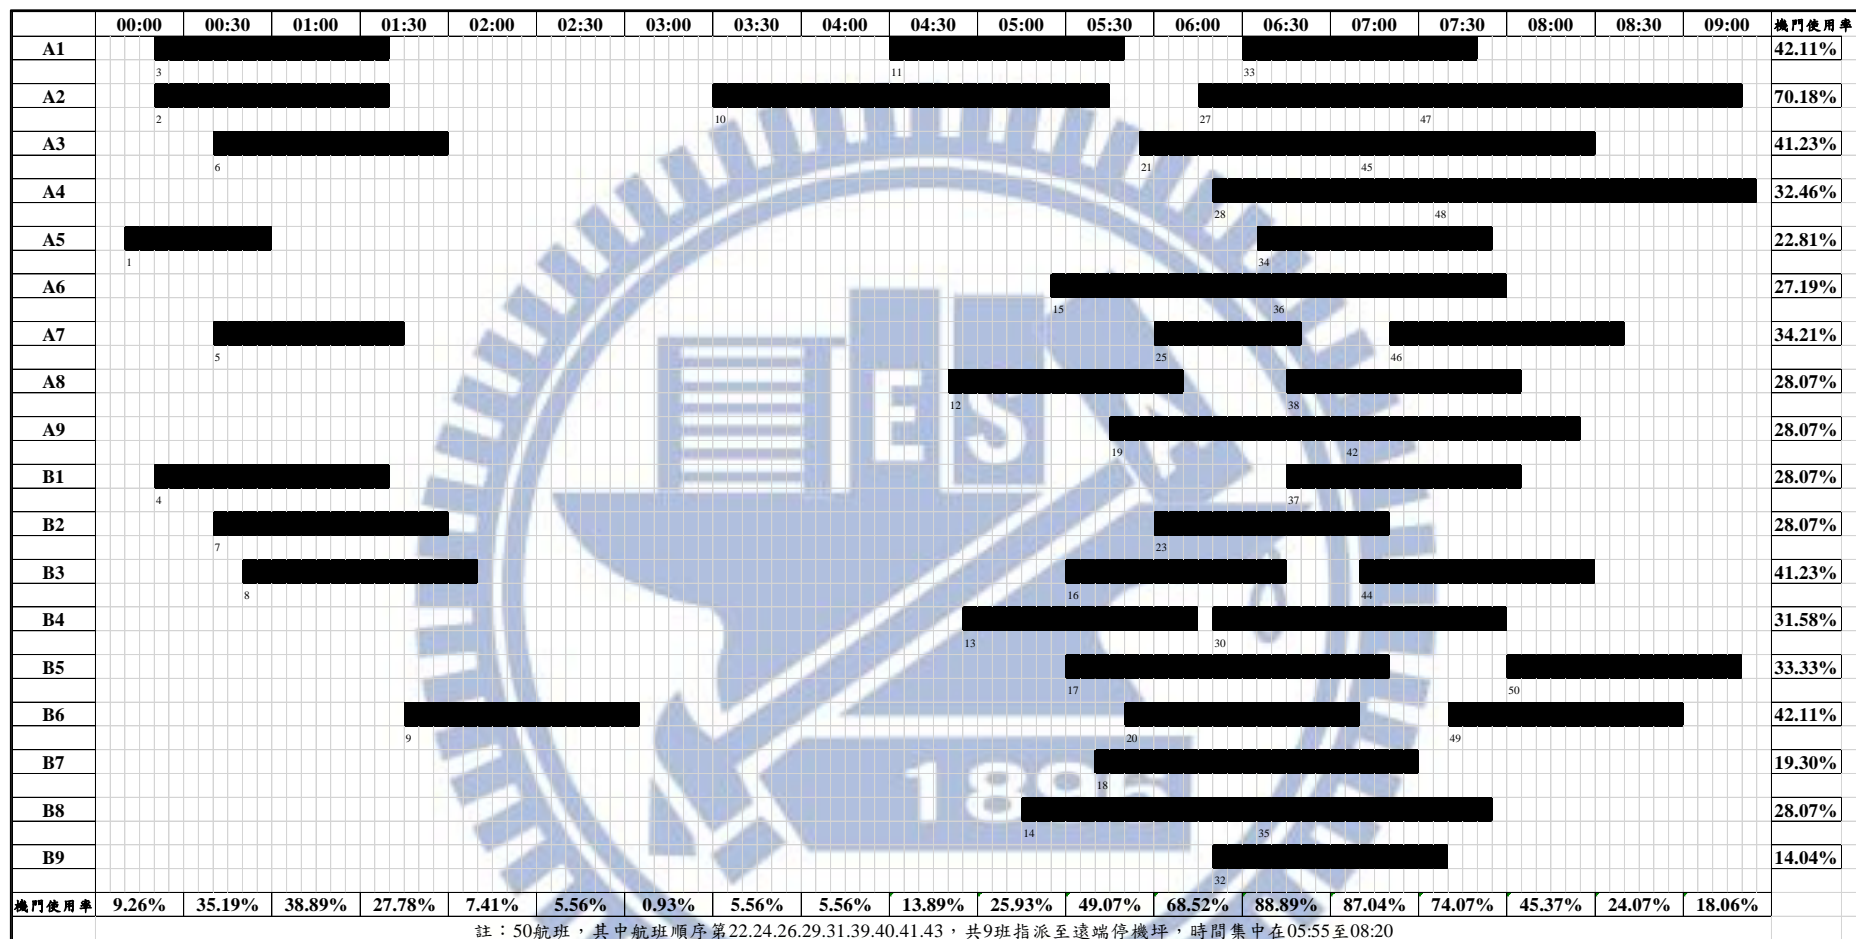 00:00 00:30 01:00 01:30 02:00 02:30 03:00 03:30 04:00 04:30 05:00 05:30 06:00 06:30 07:00 07:30 08:00 08:30 09:00 機門使用率
A1 42.11%
3 11 33
A2 70.18%
2 10 27 47
A3 41.23%
6 21 45
A4 32.46%
28 48
A5 22.81%
1 34
A6 27.19%
15 36
A7 34.21%
5 25 46
A8 28.07%
12 38
A9 28.07%
19 42
B1 28.07%
4 37
B2 28.07%
7 23
B3 41.23%
8 16 44
B4 31.58%
13 30
B5 33.33%
17 50
B6 42.11%
9 20 49
B7 19.30%
18
B8 28.07%
14 35
B9 14.04%
32
機門使用率 9.26% 35.19% 38.89% 27.78% 7.41% 5.56% 0.93% 5.56% 5.56% 13.89% 25.93% 49.07% 68.52% 88.89% 87.04% 74.07% 45.37% 24.07% 18.06%
註：50航班，其中航班順序第22.24.26.29.31.39.40.41.43，共9班指派至遠端停機坪，時間集中在05:55至08:20
ES
1896